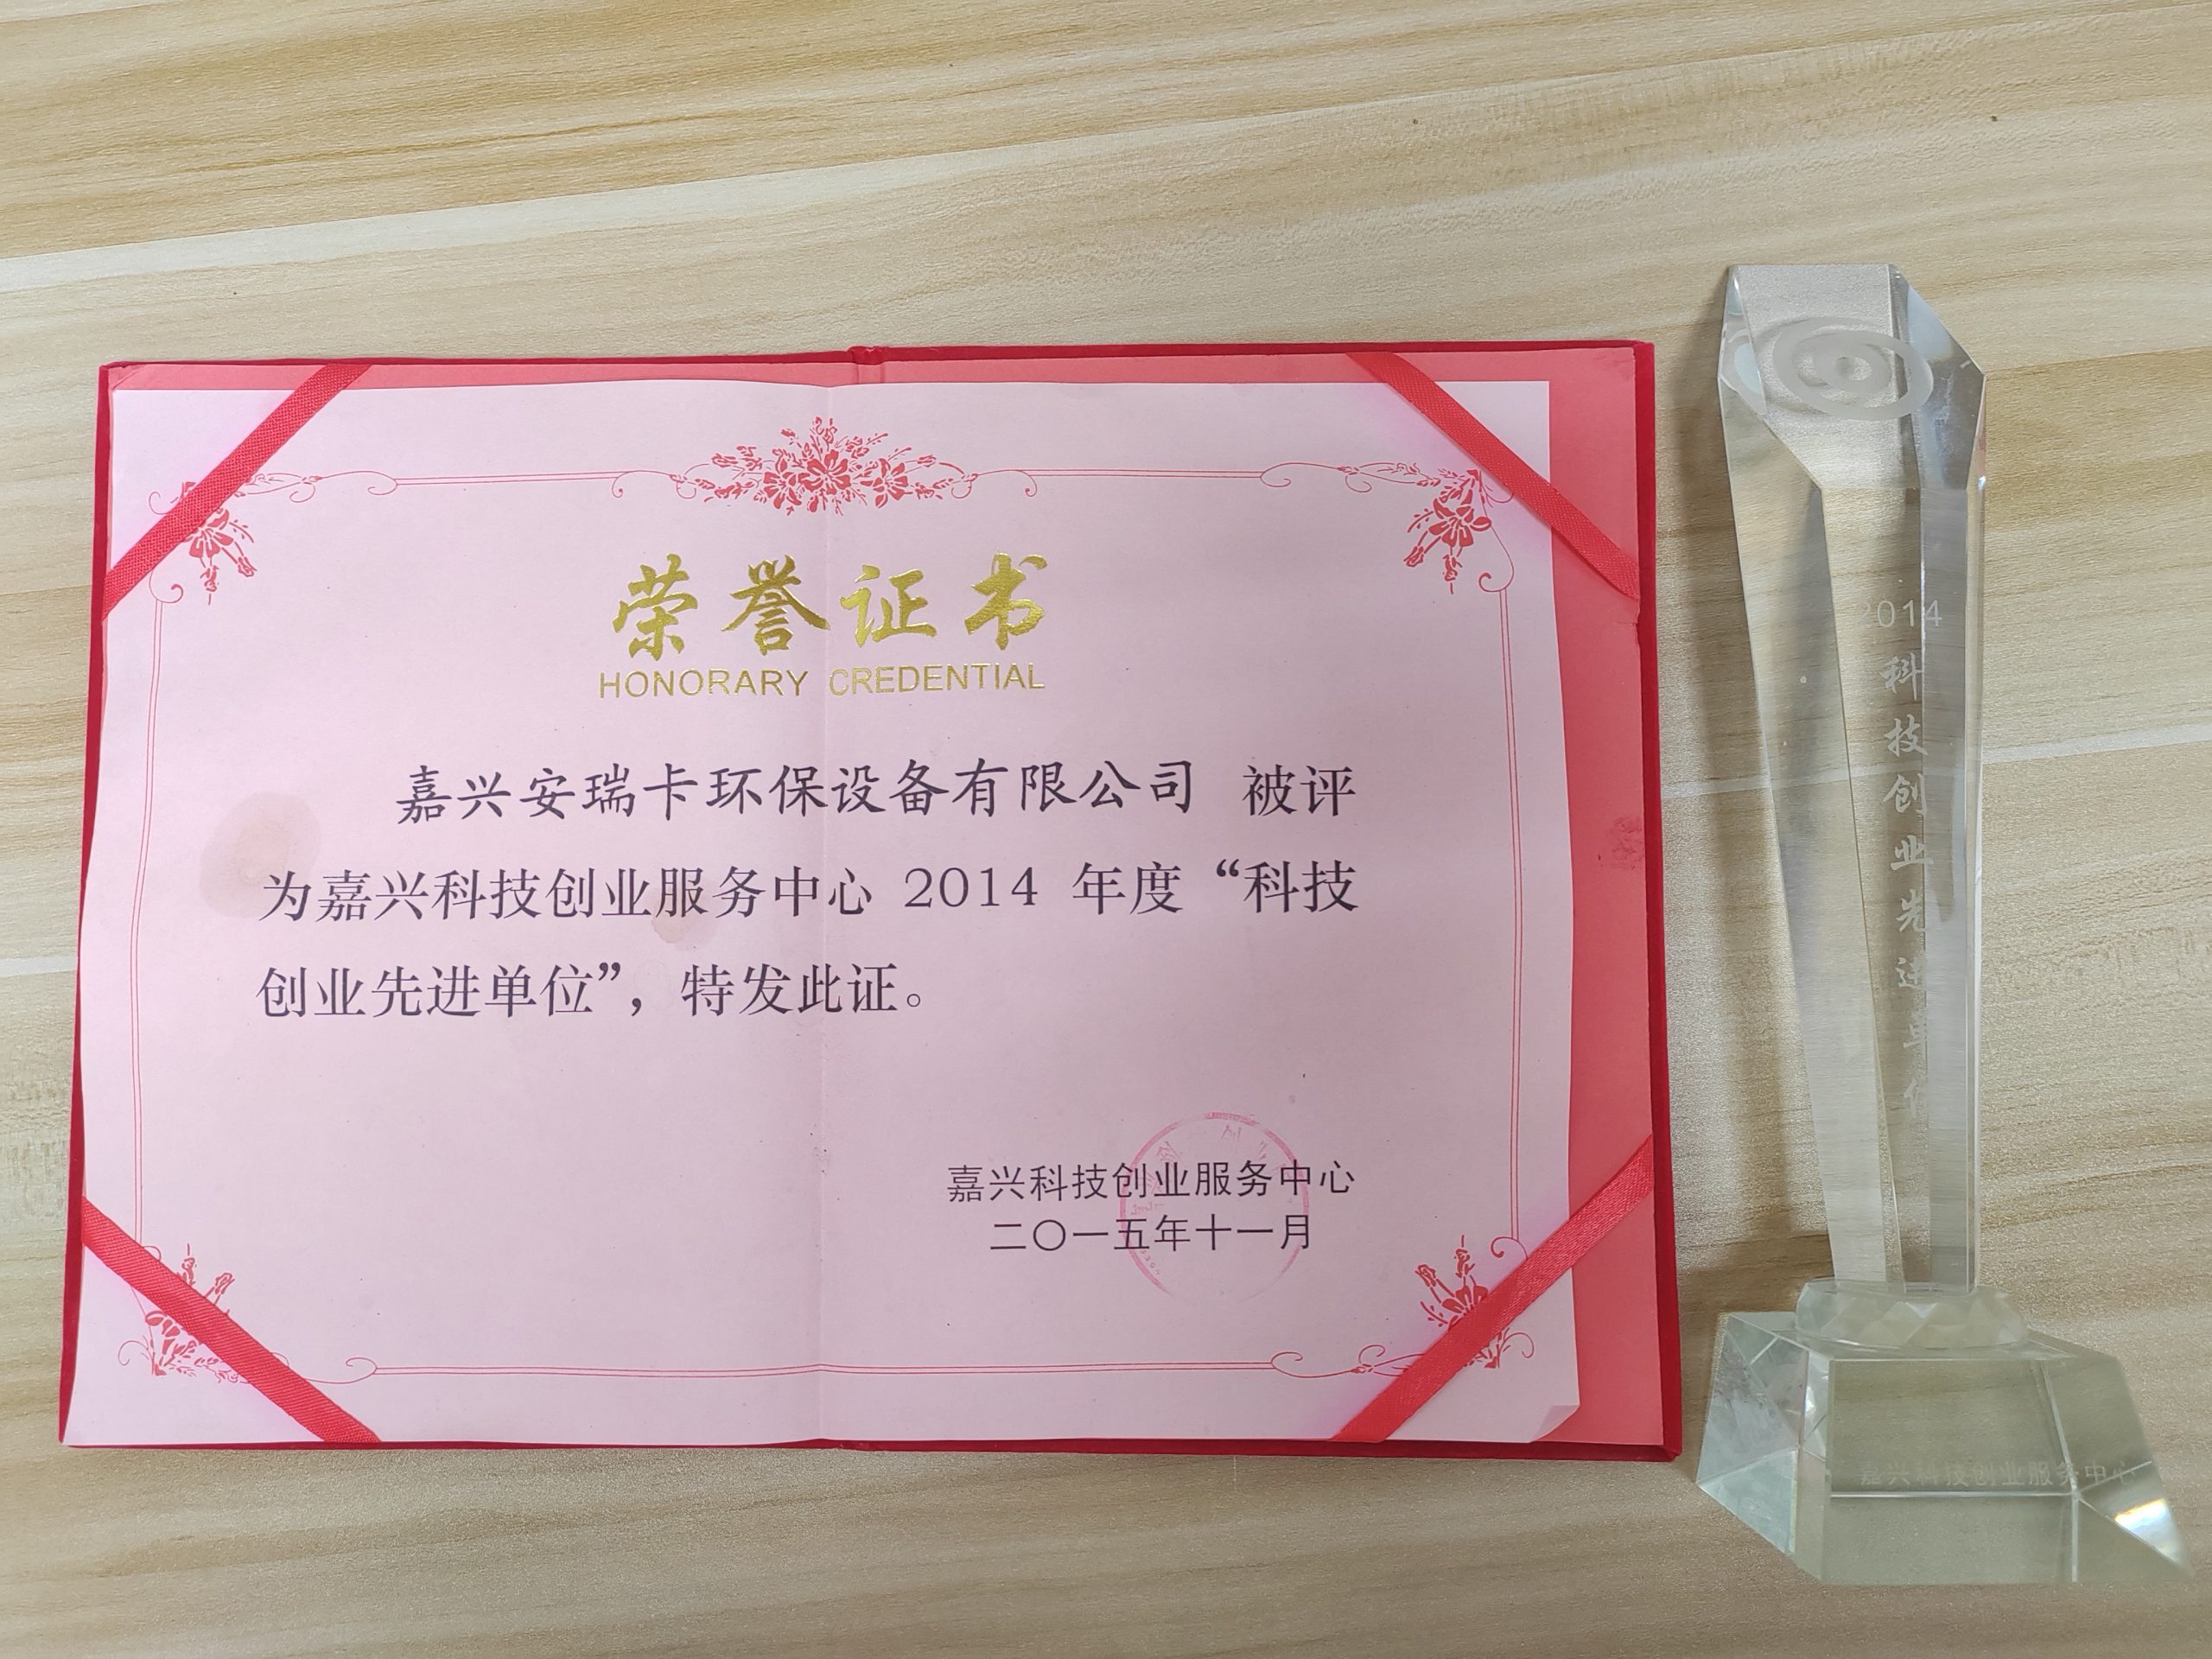 荣誉证书
HONORARY CREDENTIAL
嘉兴安瑞卡环保设备有限公司 被评
为嘉兴科技创业服务中心 2014 年度“科技
创业先进单位”，特发此证。
嘉兴科技创业服务中心
二〇一五年十一月
2014
科技创业先进单位
嘉兴科技创业服务中心